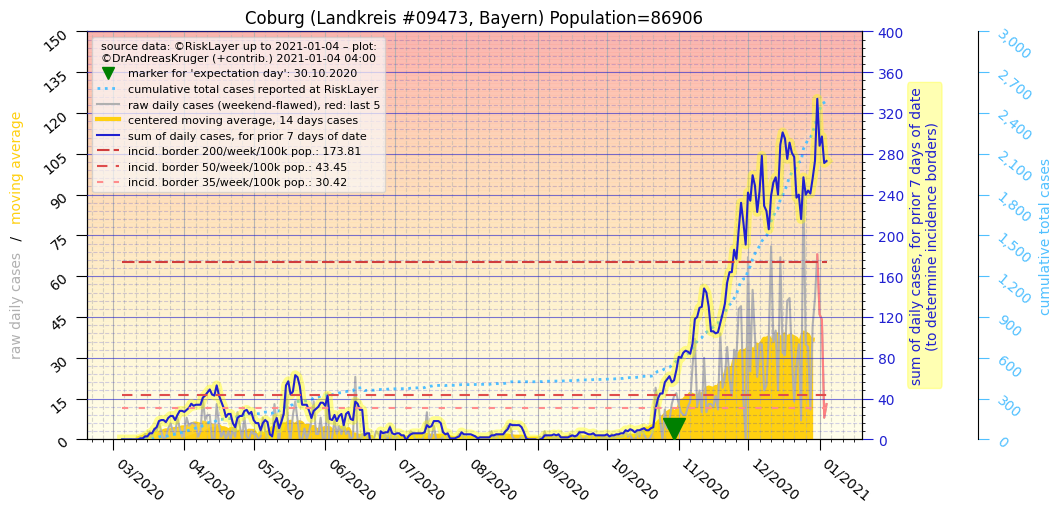 Coburg (Landkreis #09473, Bayern) Population=86906
source data: ©RiskLayer up to 2021-01-04 – plot:
©DrAndreasKruger (+contrib.) 2021-01-04 04:00
marker for 'expectation day': 30.10.2020
cumulative total cases reported at RiskLayer
raw daily cases (weekend-flawed), red: last 5
centered moving average, 14 days cases
sum of daily cases, for prior 7 days of date
incid. border 200/week/100k pop.: 173.81
incid. border 50/week/100k pop.: 43.45
incid. border 35/week/100k pop.: 30.42
raw daily cases / moving average
150
135
120
105
90
75
60
45
30
15
0
03/2020
04/2020
05/2020
06/2020
07/2020
08/2020
09/2020
10/2020
11/2020
12/2020
01/2021
400
360
320
280
240
200
160
120
80
40
0
sum of daily cases, for prior 7 days of date
(to determine incidence borders)
3,000
2,700
2,400
2,100
1,800
1,500
1,200
900
600
300
0
cumulative total cases